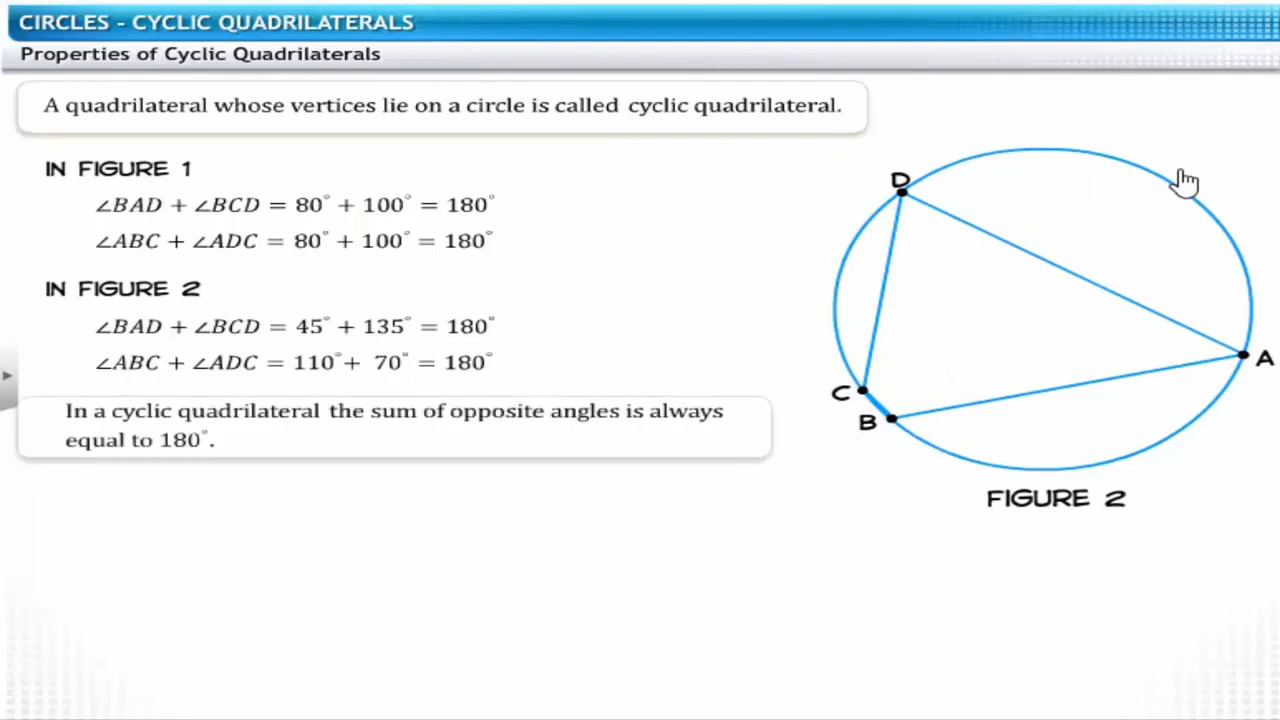 CIRCLES - CYCLIC QUADRILATERALS
Properties of Cyclic Quadrilaterals
A quadrilateral whose vertices lie on a circle is called cyclic quadrilateral.
IN FIGURE 1
∠BAD + ∠BCD = 80° + 100° = 180°
∠ABC + ∠ADC = 80° + 100° = 180°
IN FIGURE 2
∠BAD + ∠BCD = 45° + 135° = 180°
∠ABC + ∠ADC = 110° + 70° = 180°
In a cyclic quadrilateral the sum of opposite angles is always
equal to 180°.
D
A
C
B
FIGURE 2